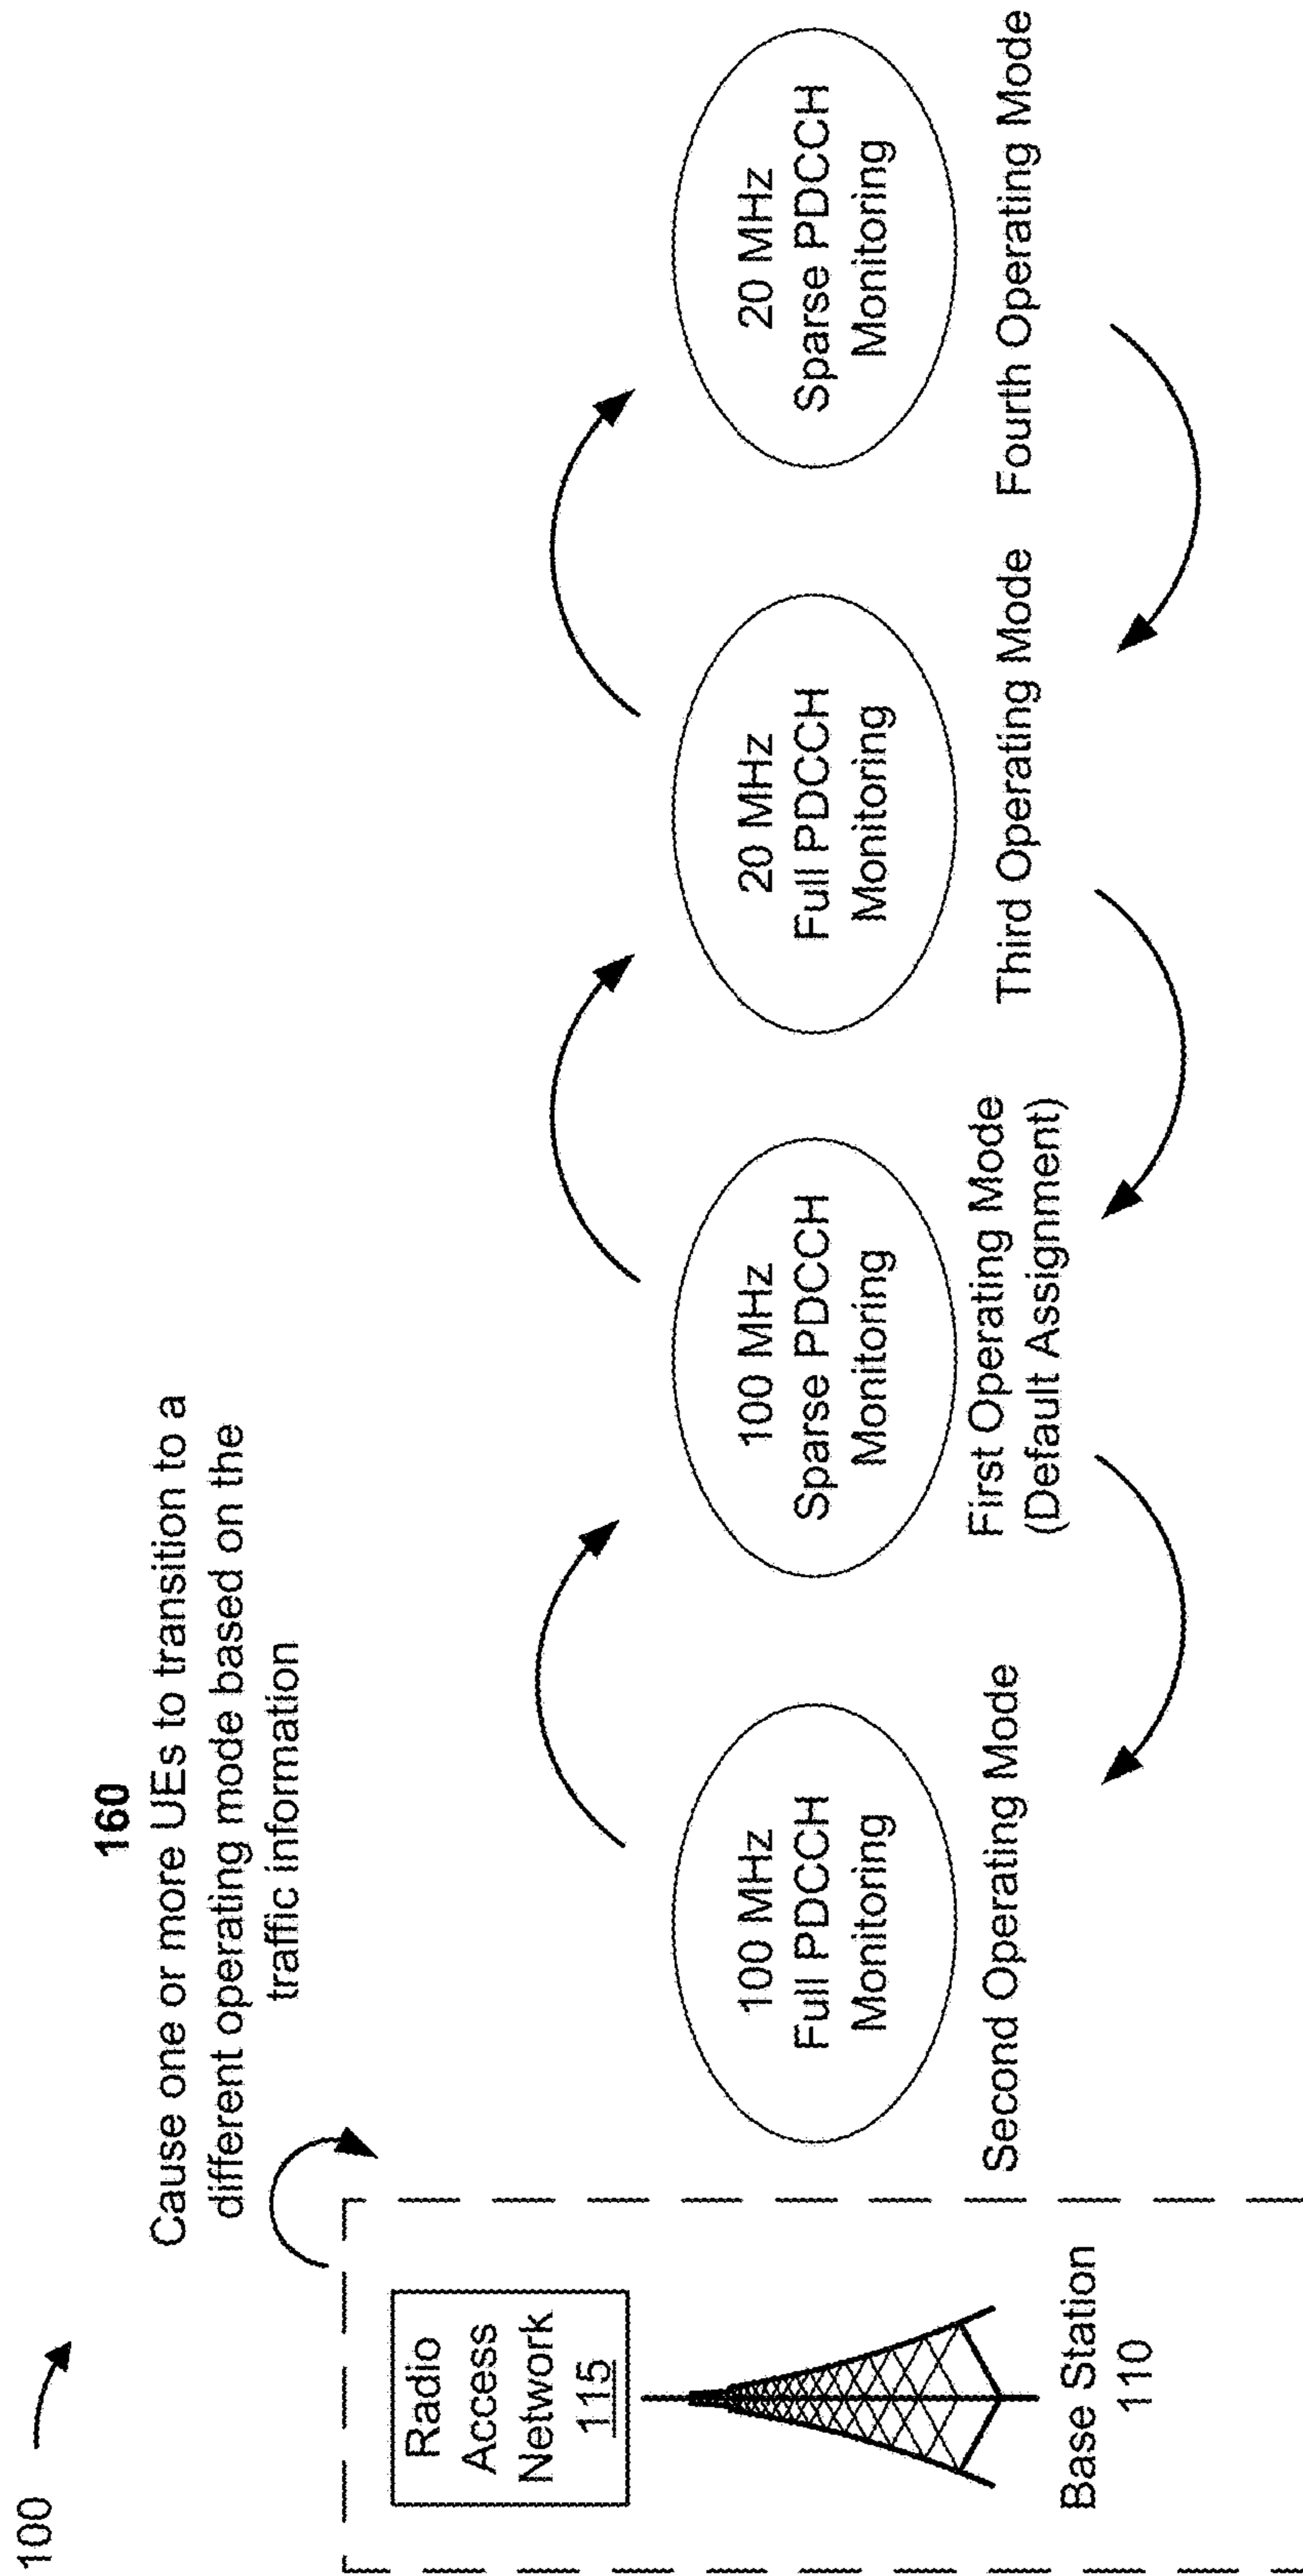 100
160
Cause one or more UEs to transition to a
different operating mode based on the
traffic information
Radio
Access
Network
115
Base Station
110
100 MHz
Full PDCCH
Monitoring
Second Operating Mode
100 MHz
Sparse PDCCH
Monitoring
First Operating Mode
(Default Assignment)
20 MHz
Full PDCCH
Monitoring
Third Operating Mode
20 MHz
Sparse PDCCH
Monitoring
Fourth Operating Mode